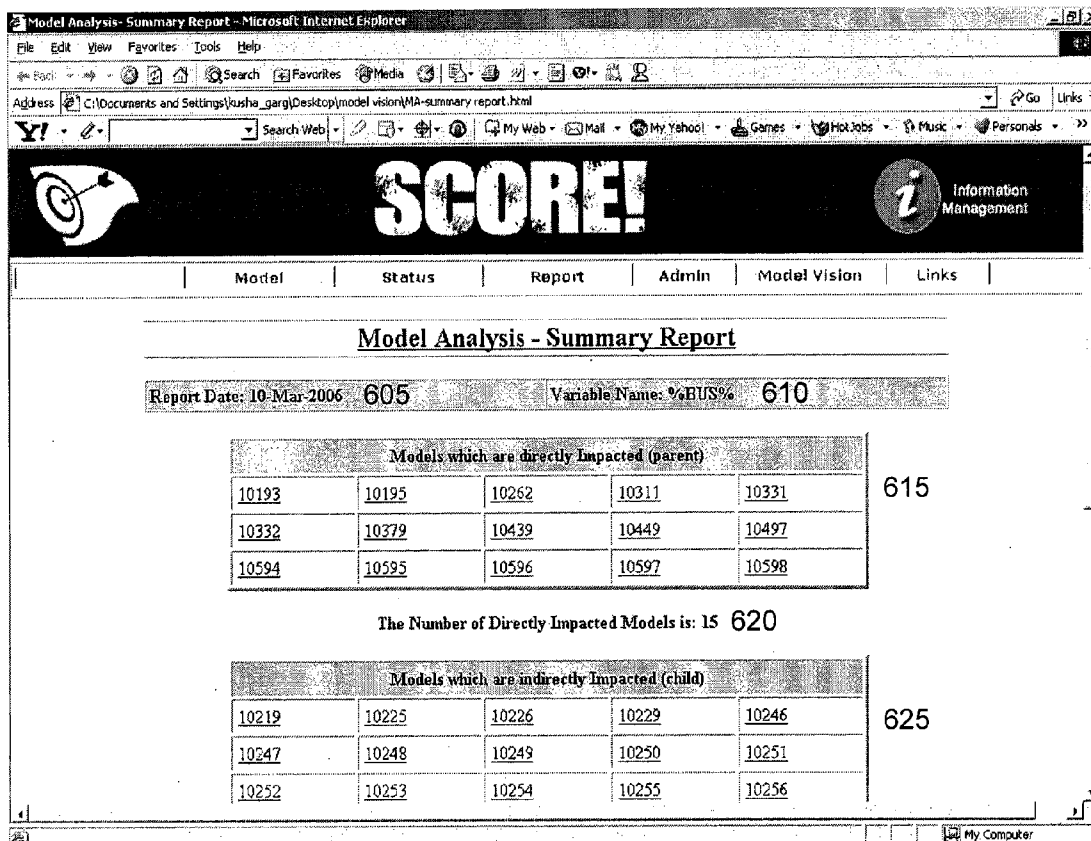 Model Analysis- Summary Report - Microsoft Internet Explorer
File Edit View Favorites Tools Help
Back Search Favorites Media
Address C:\Documents and Settings\kusha_garg\Desktop\model vision\MA-summary report.html Go Links
Y! Search Web My Web Mail My Yahoo! Games HotJobs Music Personals »
SCORE!
i Information Management
Model Status Report Admin Model Vision Links
Model Analysis - Summary Report
Report Date: 10-Mar-2006 605 Variable Name: %BUS% 610
Models which are directly Impacted (parent)
10193 10195 10262 10311 10331 615
10332 10379 10439 10449 10497
10594 10595 10596 10597 10598
The Number of Directly Impacted Models is: 15 620
Models which are indirectly Impacted (child)
10219 10225 10226 10229 10246 625
10247 10248 10249 10250 10251
10252 10253 10254 10255 10256
My Computer